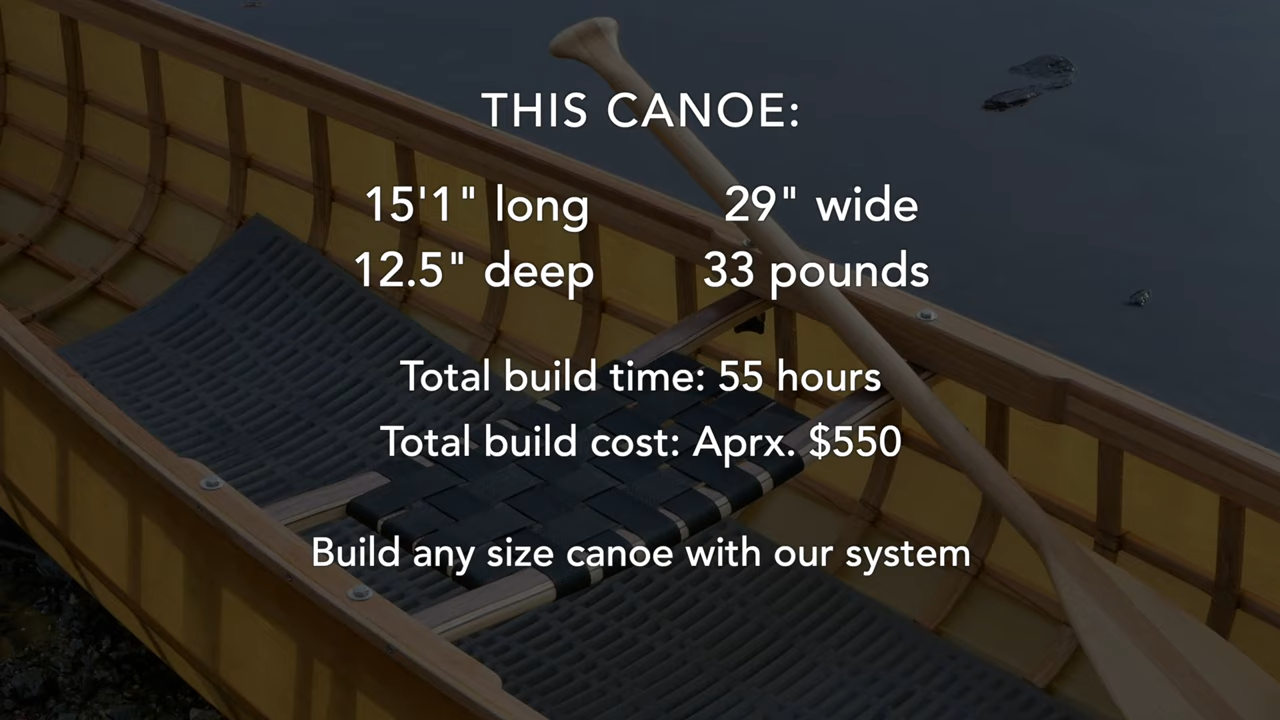 THIS CANOE:
15'1" long 29" wide
12.5" deep 33 pounds
Total build time: 55 hours
Total build cost: Aprx. $550
Build any size canoe with our system